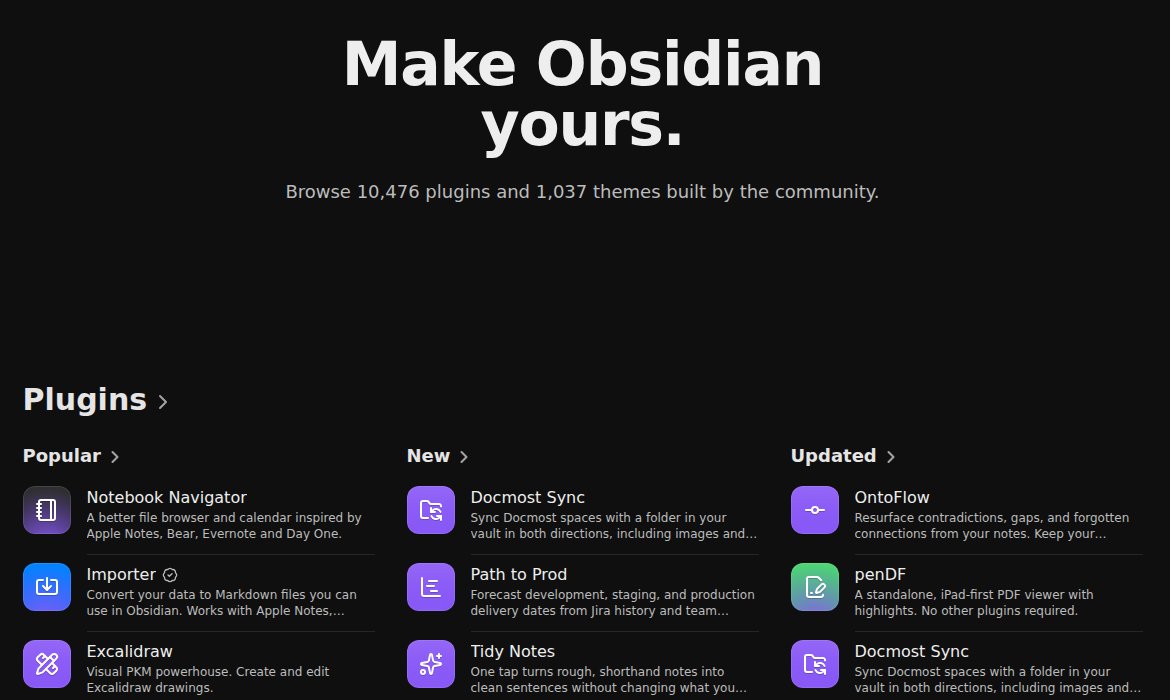 Make Obsidian
yours.
Browse 10,476 plugins and 1,037 themes built by the community.
Plugins
Popular
Notebook Navigator
A better file browser and calendar inspired by
Apple Notes, Bear, Evernote and Day One.
Importer
Convert your data to Markdown files you can
use in Obsidian. Works with Apple Notes,…
Excalidraw
Visual PKM powerhouse. Create and edit
Excalidraw drawings.
New
Docmost Sync
Sync Docmost spaces with a folder in your
vault in both directions, including images and…
Path to Prod
Forecast development, staging, and production
delivery dates from Jira history and team…
Tidy Notes
One tap turns rough, shorthand notes into
clean sentences without changing what you…
Updated
OntoFlow
Resurface contradictions, gaps, and forgotten
connections from your notes. Keep your…
penDF
A standalone, iPad-first PDF viewer with
highlights. No other plugins required.
Docmost Sync
Sync Docmost spaces with a folder in your
vault in both directions, including images and…